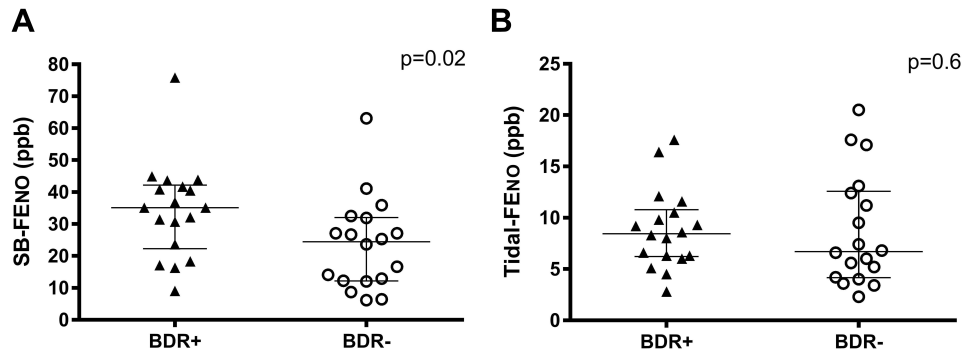 A
p=0.02
SB-FENO (ppb)
80
70
60
50
40
30
20
10
0
BDR+
BDR-
B
p=0.6
Tidal-FENO (ppb)
25
20
15
10
5
0
BDR+
BDR-